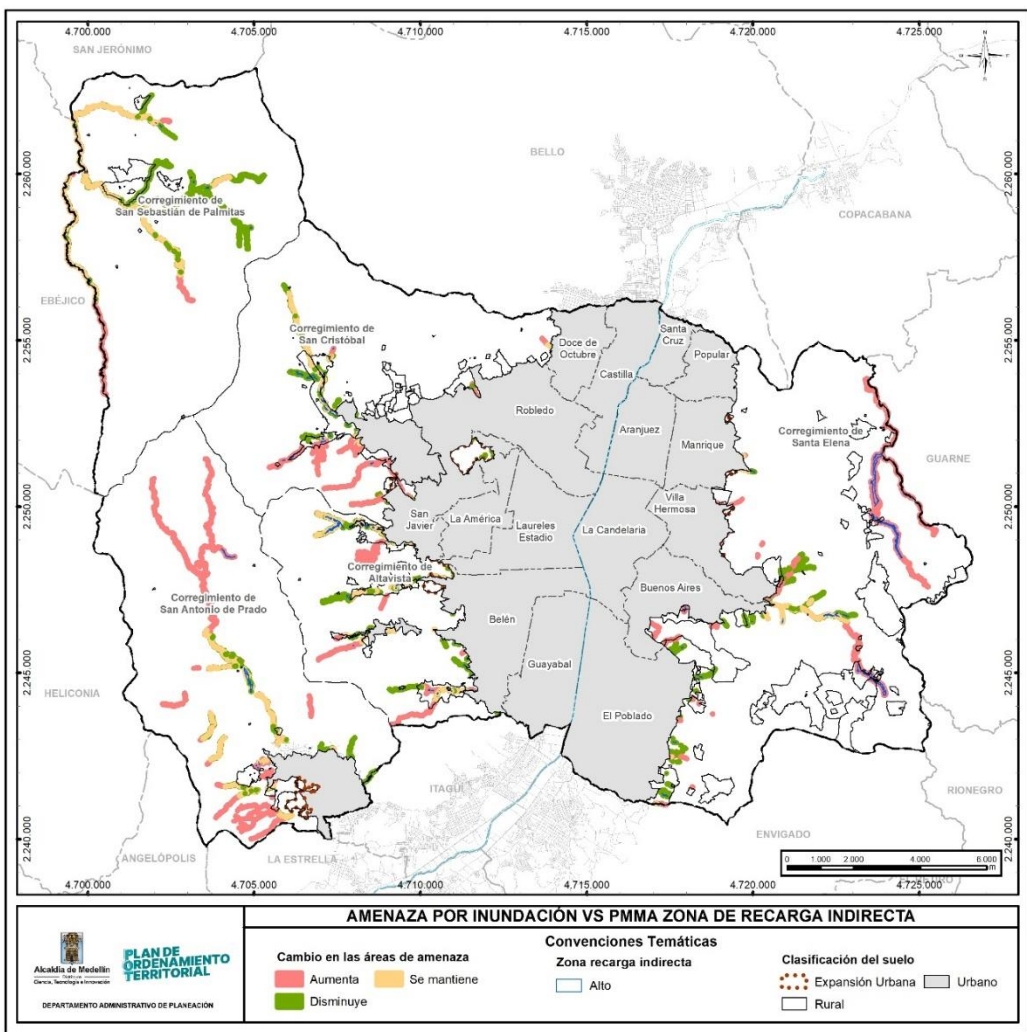 4.700.000 4.705.000 4.710.000 4.715.000 4.720.000 4.725.000
SAN JERÓNIMO
BELLO
COPACABANA
2.260.000 2.260.000
Corregimiento de
San Sebastián de Palmitas
EBÉJICO
Corregimiento de
San Cristóbal
2.255.000 2.255.000
Doce de
Octubre
Santa
Cruz
Popular
Castilla
Robledo
Aranjuez
Manrique
Corregimiento de
Santa Elena
GUARNE
2.250.000 2.250.000
San
Javier
La América
Laureles
Estadio
La Candelaria
Villa
Hermosa
Corregimiento de
Altavista
Corregimiento de
San Antonio de Prado
Buenos Aires
Belén
Guayabal
El Poblado
2.245.000 2.245.000
HELICONIA
ITAGÜÍ
RIONEGRO
ENVIGADO
2.240.000 2.240.000
ANGELÓPOLIS
LA ESTRELLA
0 1.000 2.000 4.000 6.000
m
EL RETIRO
4.700.000 4.705.000 4.710.000 4.715.000 4.720.000 4.725.000
AMENAZA POR INUNDACIÓN VS PMMA ZONA DE RECARGA INDIRECTA
Alcaldía de Medellín
Distrito de
Ciencia, Tecnología e Innovación
PLAN DE
ORDENAMIENTO
TERRITORIAL
DEPARTAMENTO ADMINISTRATIVO DE PLANEACIÓN
Convenciones Temáticas
Cambio en las áreas de amenaza
Aumenta
Se mantiene
Disminuye
Zona recarga indirecta
Alto
Clasificación del suelo
Expansión Urbana
Urbano
Rural